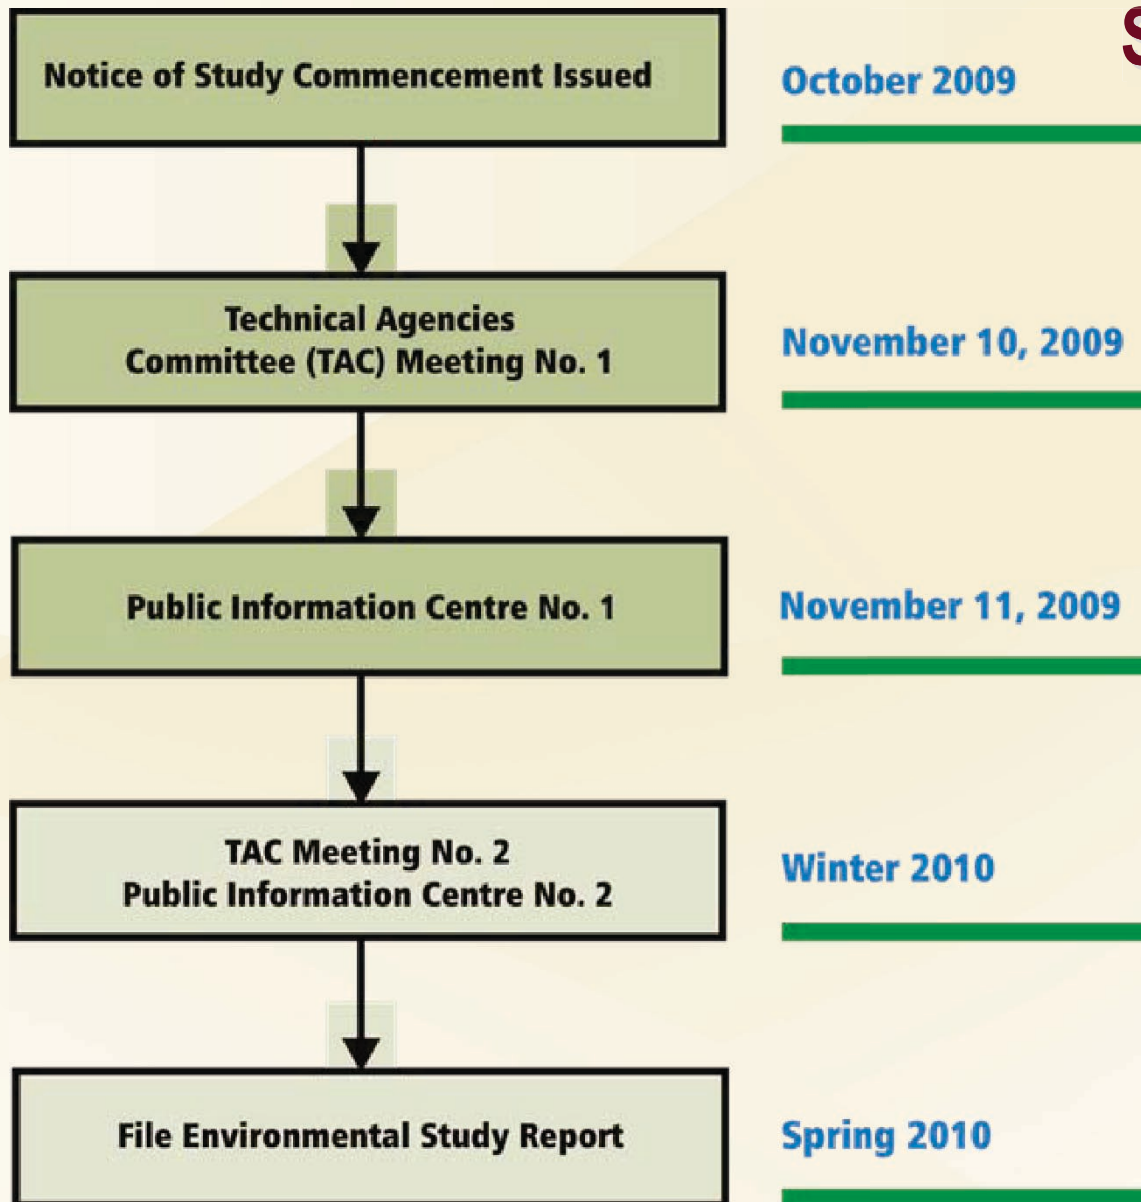 S
Notice of Study Commencement Issued
October 2009
Technical Agencies
Committee (TAC) Meeting No. 1
November 10, 2009
Public Information Centre No. 1
November 11, 2009
TAC Meeting No. 2
Public Information Centre No. 2
Winter 2010
File Environmental Study Report
Spring 2010